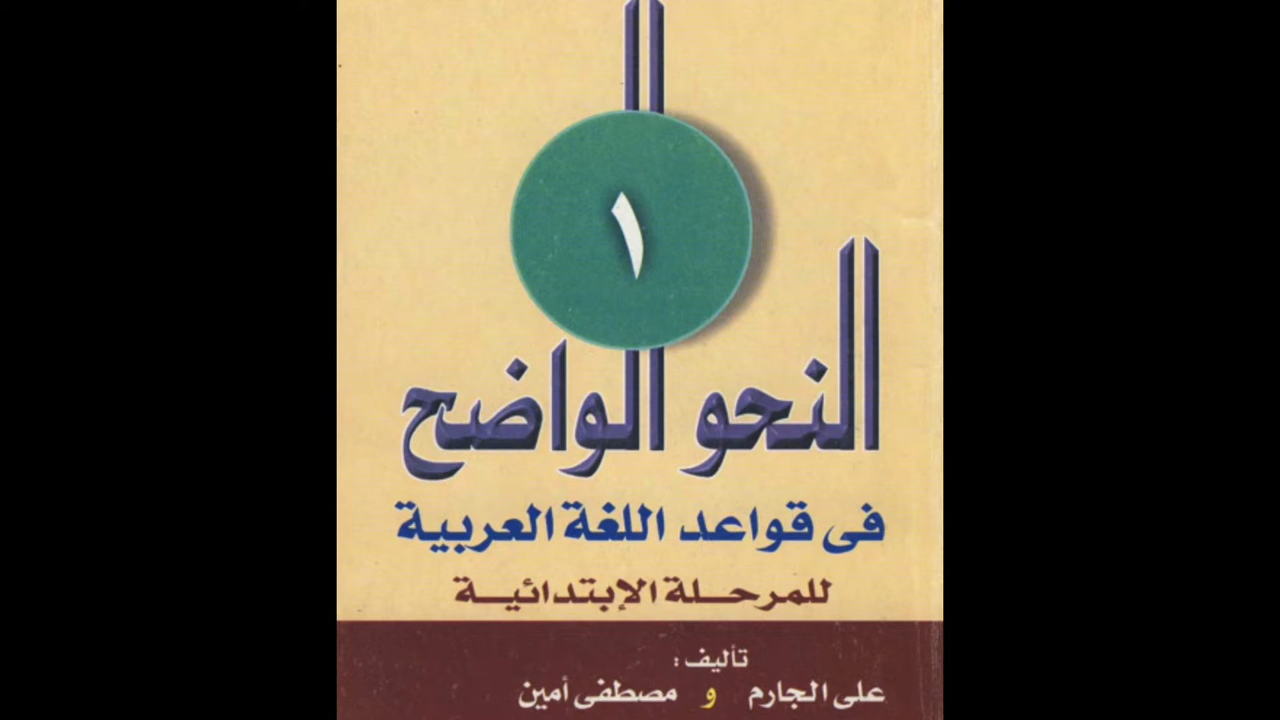 ١
النحو الواضح
فى قواعد اللغة العربية
للمرحلة الإبتدائية
تأليف :
على الجارم و مصطفى أمين